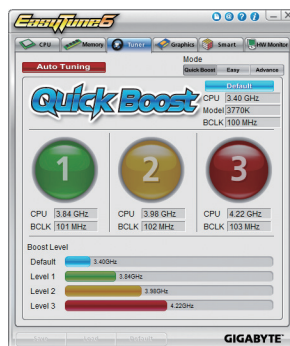 EasyTune6
CPU Memory Tuner Graphics Smart HW Monitor
Mode
Auto Tuning
Quick Boost Easy Advance
Quick Boost
Default
CPU 3.40 GHz
Model 3770K
BCLK 100 MHz
1 2 3
CPU 3.84 GHz CPU 3.98 GHz CPU 4.22 GHz
BCLK 101 MHz BCLK 102 MHz BCLK 103 MHz
Boost Level
Default 3.40GHz
Level 1 3.84GHz
Level 2 3.98GHz
Level 3 4.22GHz
Save Load Default
GIGABYTE